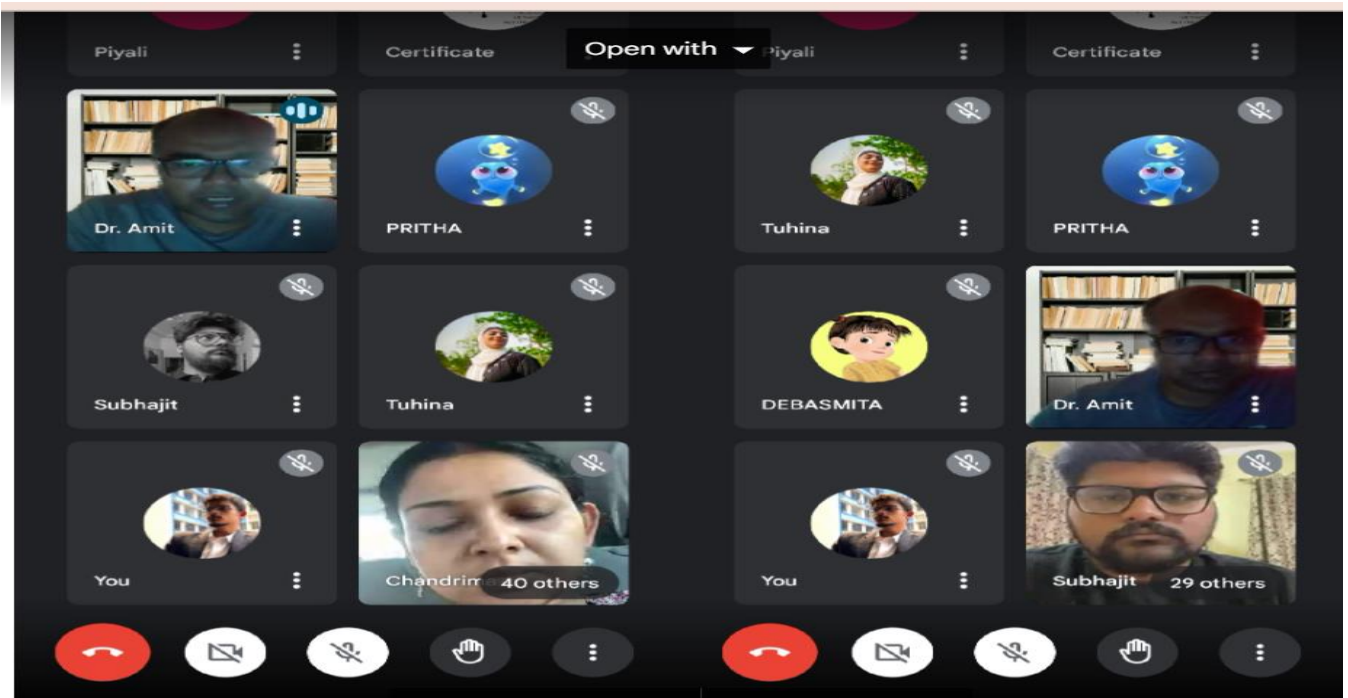 Piyali
Certificate
Open with
Piyali
Certificate
Dr. Amit
PRITHA
Tuhina
PRITHA
Subhajit
Tuhina
DEBASMITA
Dr. Amit
You
Chandrim
40 others
You
Subhajit
29 others